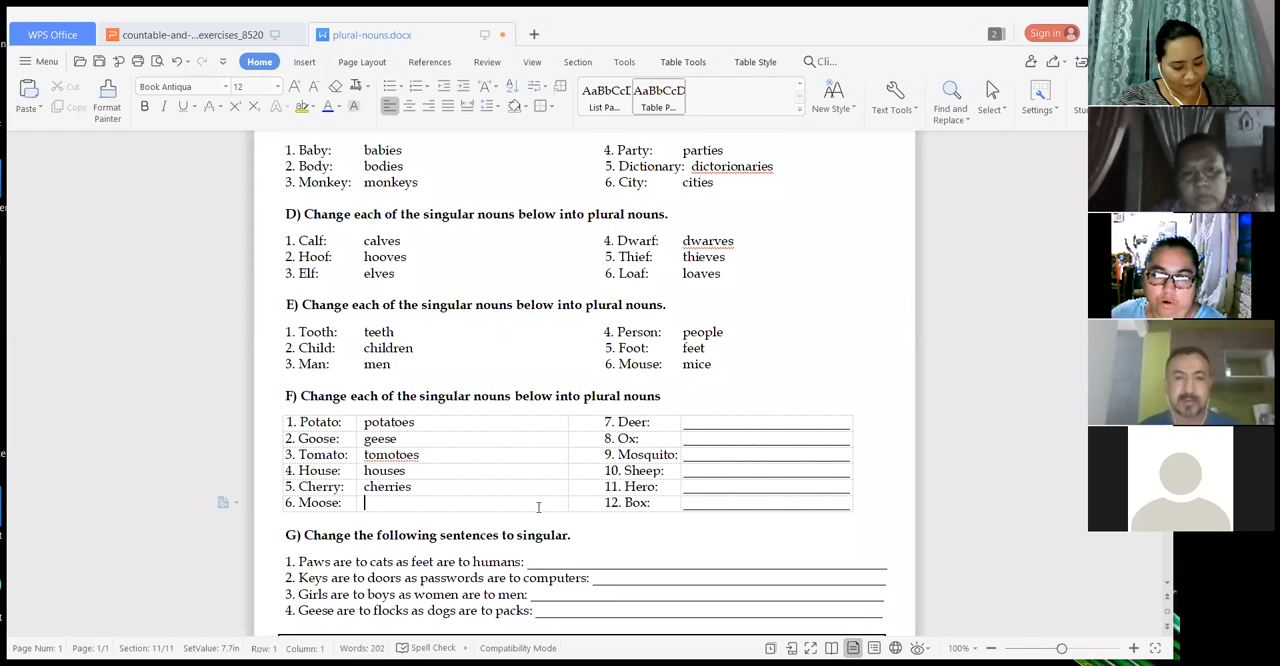 WPS Office
countable-and-...exercises_8520
plural-nouns.docx
2
Sign in
Menu
Home
Insert
Page Layout
References
Review
View
Section
Tools
Table Tools
Table Style
Cli...
Paste
Cut
Copy
Format Painter
Book Antiqua
12
AaBbCcD
AaBbCcD
List Pa...
Table P...
New Style
Text Tools
Find and Replace
Select
Settings
1. Baby: babies 4. Party: parties
2. Body: bodies 5. Dictionary: dictorionaries
3. Monkey: monkeys 6. City: cities
D) Change each of the singular nouns below into plural nouns.
1. Calf: calves 4. Dwarf: dwarves
2. Hoof: hooves 5. Thief: thieves
3. Elf: elves 6. Loaf: loaves
E) Change each of the singular nouns below into plural nouns.
1. Tooth: teeth 4. Person: people
2. Child: children 5. Foot: feet
3. Man: men 6. Mouse: mice
F) Change each of the singular nouns below into plural nouns
1. Potato: potatoes 7. Deer:
2. Goose: geese 8. Ox:
3. Tomato: tomotoes 9. Mosquito:
4. House: houses 10. Sheep:
5. Cherry: cherries 11. Hero:
6. Moose: 12. Box:
G) Change the following sentences to singular.
1. Paws are to cats as feet are to humans:
2. Keys are to doors as passwords are to computers:
3. Girls are to boys as women are to men:
4. Geese are to flocks as dogs are to packs:
Page Num: 1 Page: 1/1 Section: 11/11 SetValue: 7.7in Row: 1 Column: 1 Words: 202 Spell Check Compatibility Mode 100%